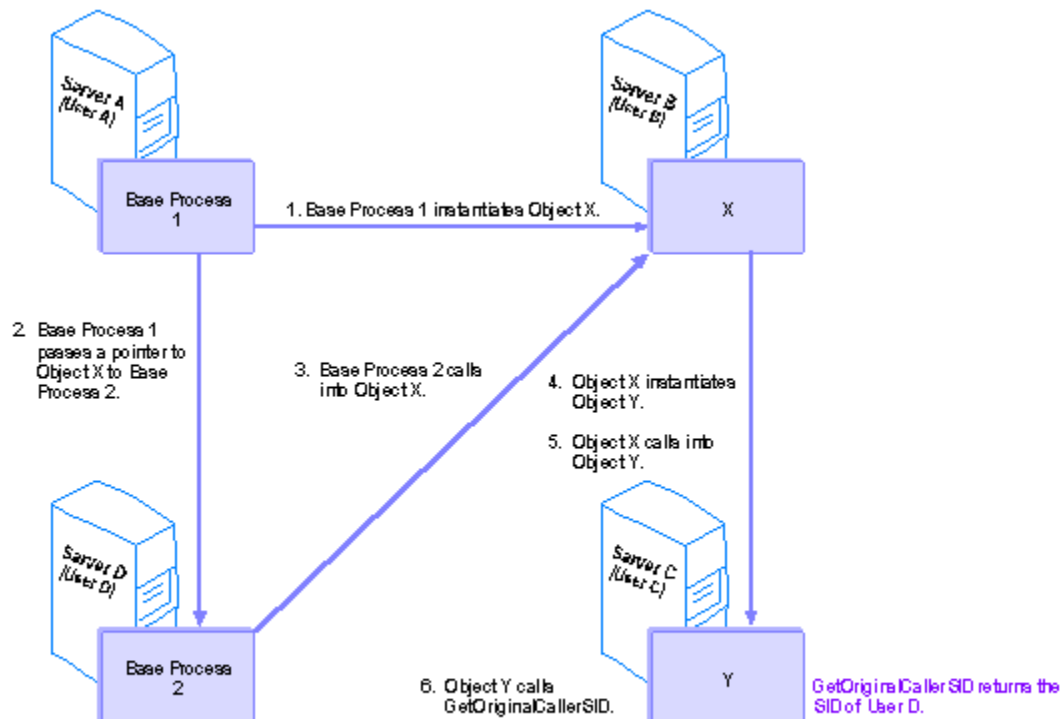 Server A
(User A)
Server B
(User B)
Base Process
1
X
1. Base Process 1 instantiates Object X.
2. Base Process 1
passes a pointer to
Object X to Base
Process 2.
3. Base Process 2 calls
into Object X.
4. Object X instantiates
Object Y.
5. Object X calls into
Object Y.
Server D
(User D)
Server C
(User C)
Base Process
2
Y
6. Object Y calls
GetOriginalCallerSID.
GetOriginalCallerSID returns the
SID of User D.